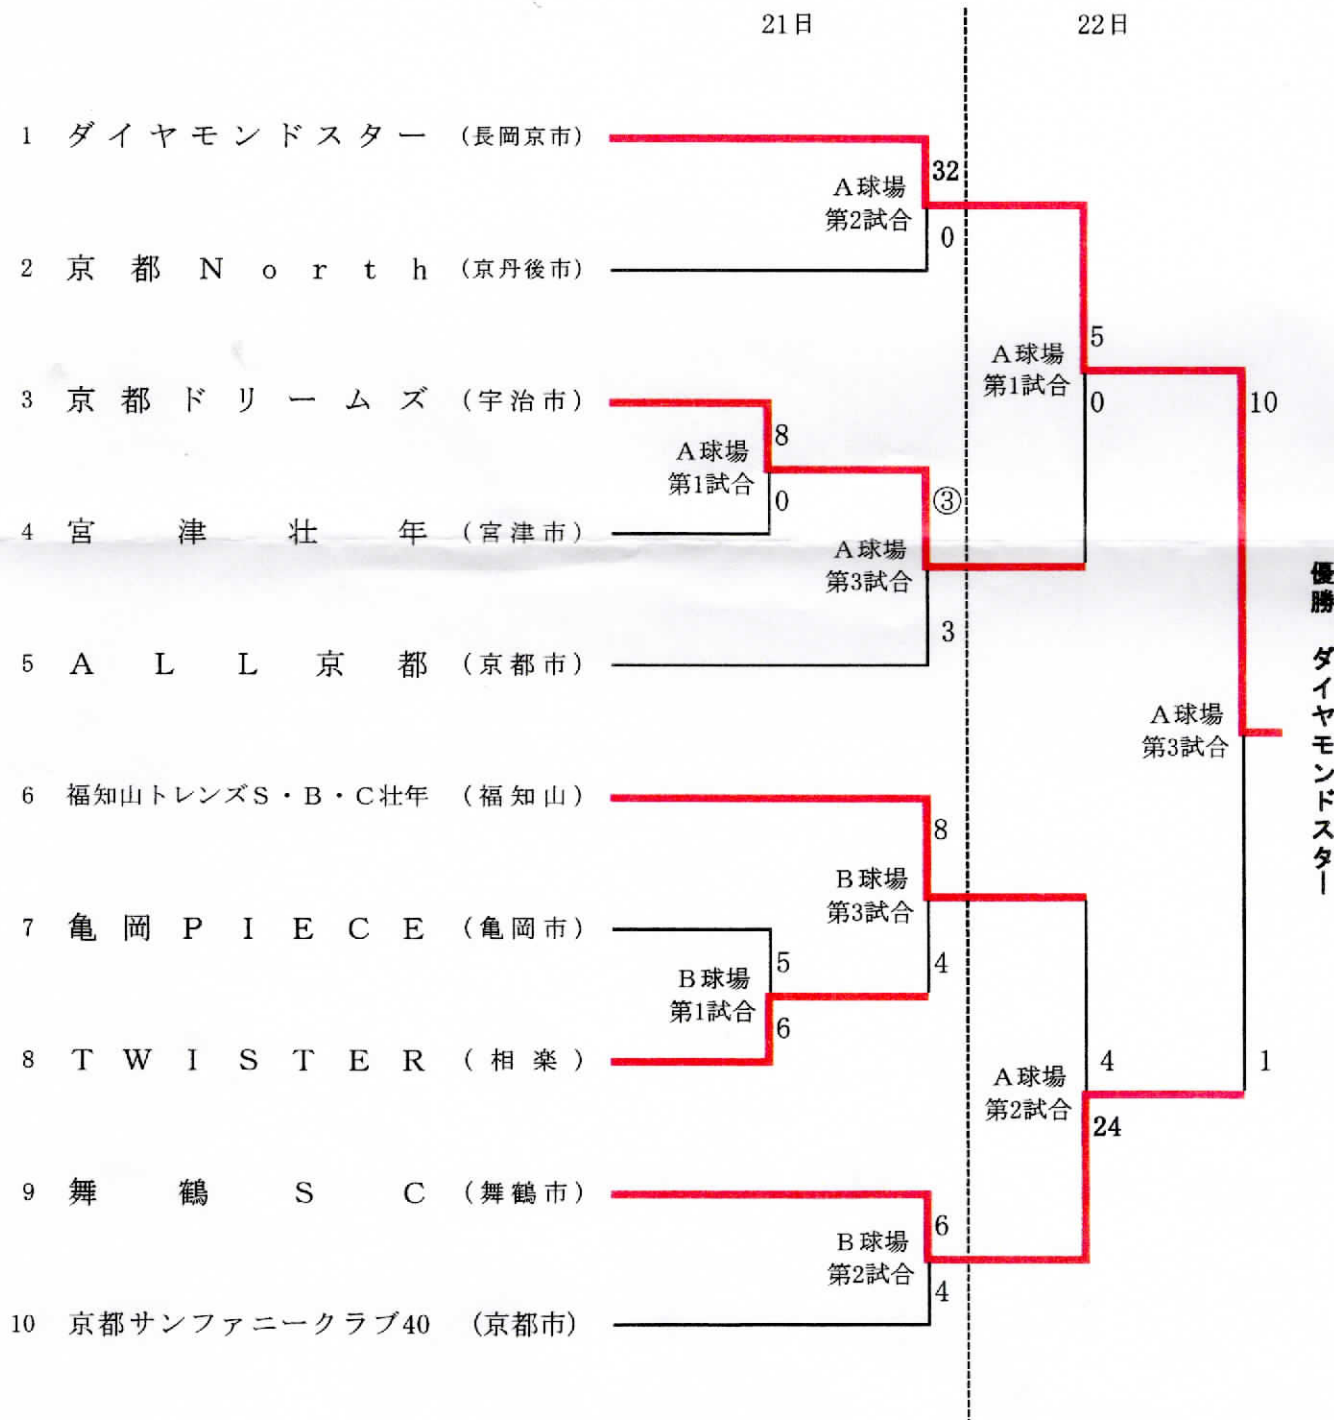 21日
22日
1 ダイヤモンドスター (長岡京市)
32
A球場
第2試合
0
2 京都North (京丹後市)
5
A球場
第1試合
0
3 京都ドリームズ (宇治市)
10
8
A球場
第1試合
0
③
4 宮津壮年 (宮津市)
A球場
第3試合
3
5 ALL京都 (京都市)
優勝 ダイヤモンドスター
A球場
第3試合
6 福知山トレンズS・B・C壮年 (福知山)
8
B球場
第3試合
4
7 亀岡PIECE (亀岡市)
5
B球場
第1試合
6
8 TWISTER (相楽)
4
1
A球場
第2試合
24
9 舞鶴SC (舞鶴市)
6
B球場
第2試合
4
10 京都サンファニークラブ40 (京都市)